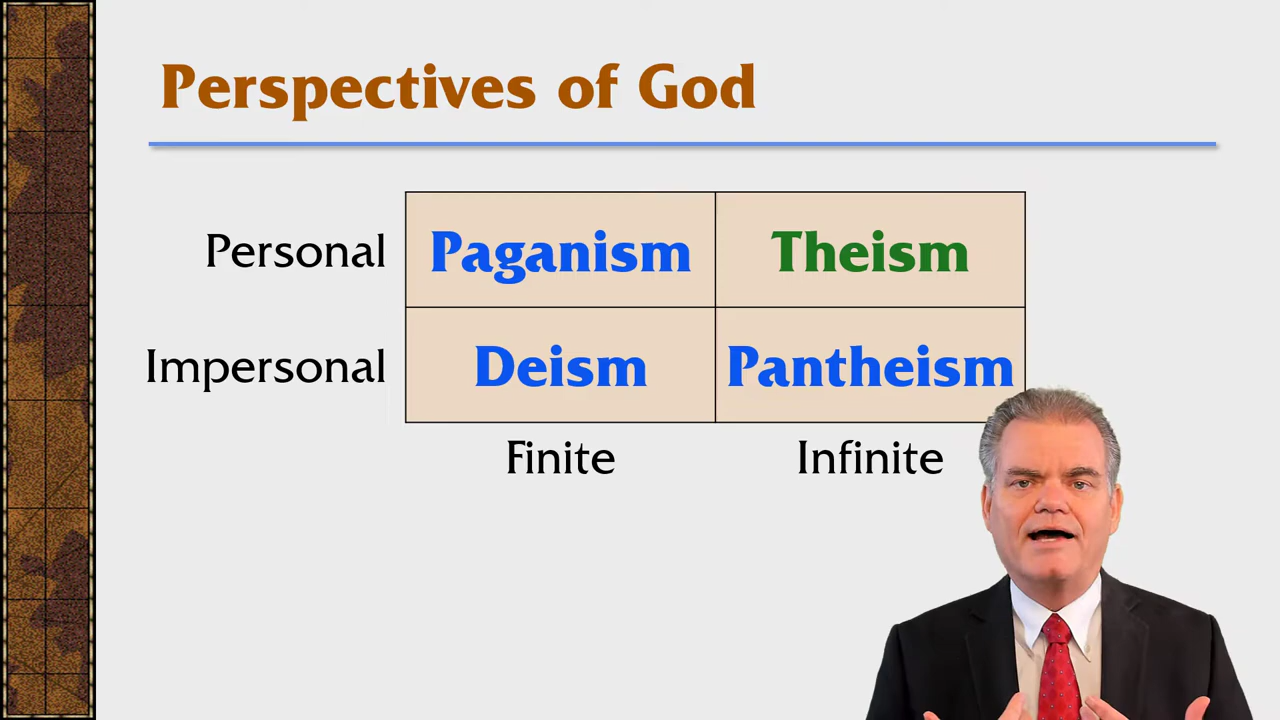 Perspectives of God
Personal Paganism Theism
Impersonal Deism Pantheism
Finite Infinite